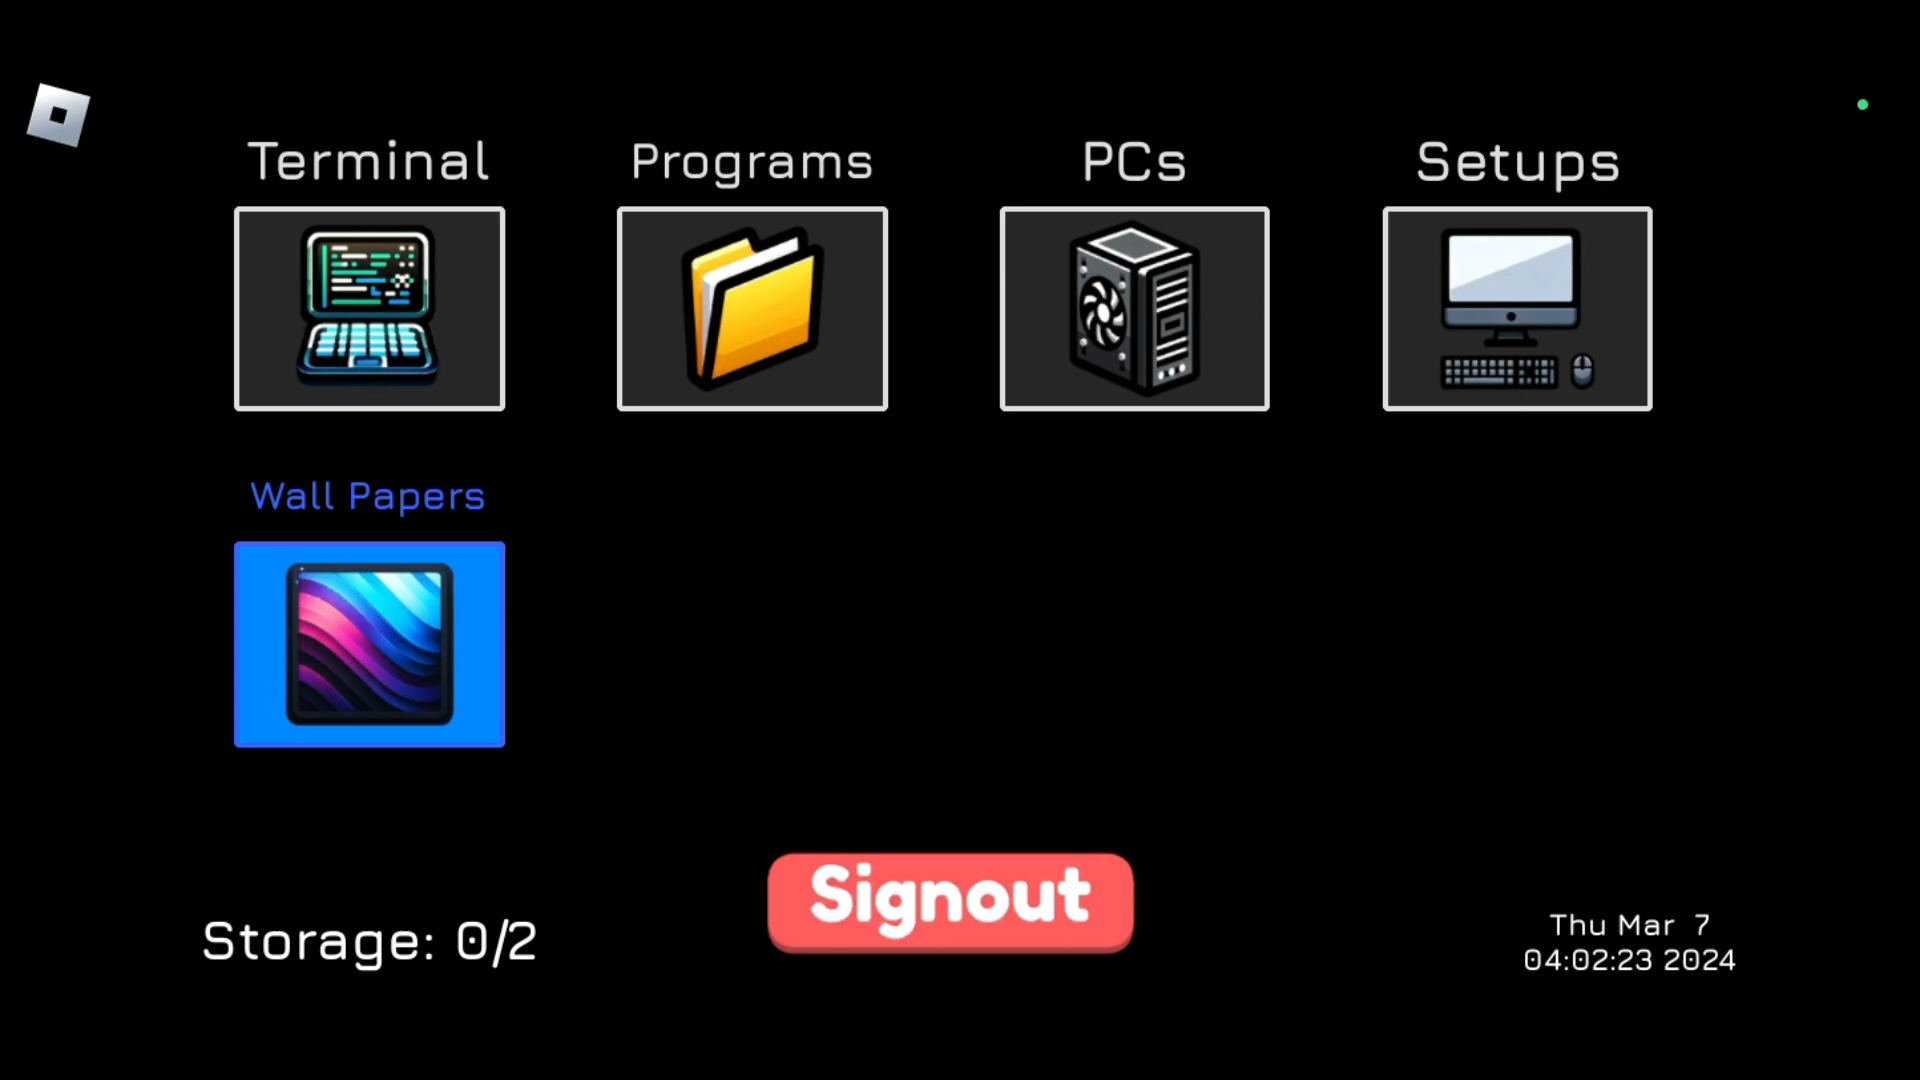 Terminal
Programs
PCs
Setups
Wall Papers
Signout
Storage: 0/2
Thu Mar  7
04:02:23 2024